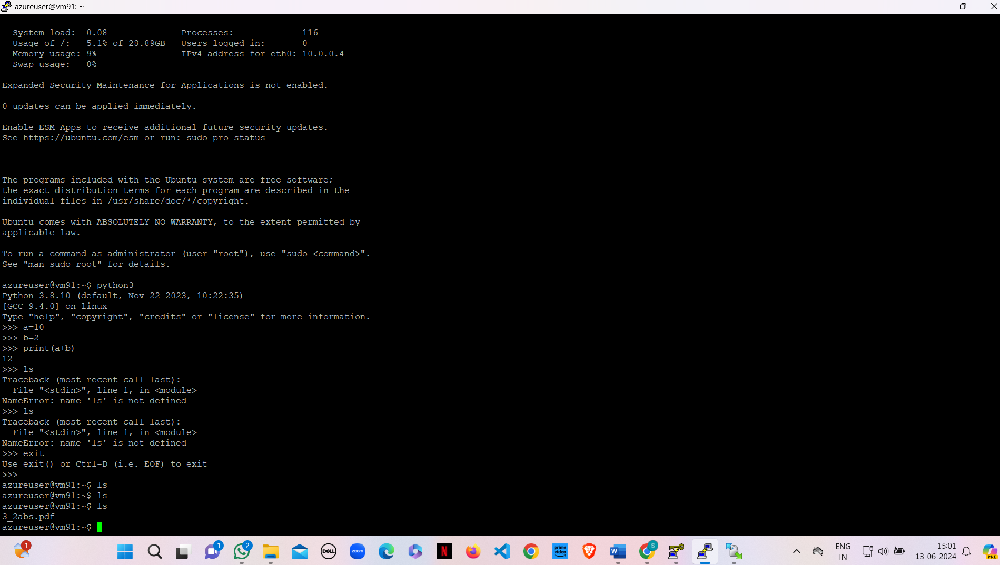 azureuser@vm91: ~
System load: 0.08 Processes: 116
Usage of /: 5.1% of 28.89GB Users logged in: 0
Memory usage: 9% IPv4 address for eth0: 10.0.0.4
Swap usage: 0%
Expanded Security Maintenance for Applications is not enabled.
0 updates can be applied immediately.
Enable ESM Apps to receive additional future security updates.
See https://ubuntu.com/esm or run: sudo pro status
The programs included with the Ubuntu system are free software;
the exact distribution terms for each program are described in the
individual files in /usr/share/doc/*/copyright.
Ubuntu comes with ABSOLUTELY NO WARRANTY, to the extent permitted by
applicable law.
To run a command as administrator (user "root"), use "sudo <command>".
See "man sudo_root" for details.
azureuser@vm91:~$ python3
Python 3.8.10 (default, Nov 22 2023, 10:22:35)
[GCC 9.4.0] on linux
Type "help", "copyright", "credits" or "license" for more information.
>>> a=10
>>> b=2
>>> print(a+b)
12
>>> ls
Traceback (most recent call last):
File "<stdin>", line 1, in <module>
NameError: name 'ls' is not defined
>>> ls
Traceback (most recent call last):
File "<stdin>", line 1, in <module>
NameError: name 'ls' is not defined
>>> exit
Use exit() or Ctrl-D (i.e. EOF) to exit
>>>
azureuser@vm91:~$ ls
azureuser@vm91:~$ ls
azureuser@vm91:~$ ls
3_2abs.pdf
azureuser@vm91:~$
1 1 2 DELL zoom N prime video W S ENG 15:01
IN 13-06-2024 PRE